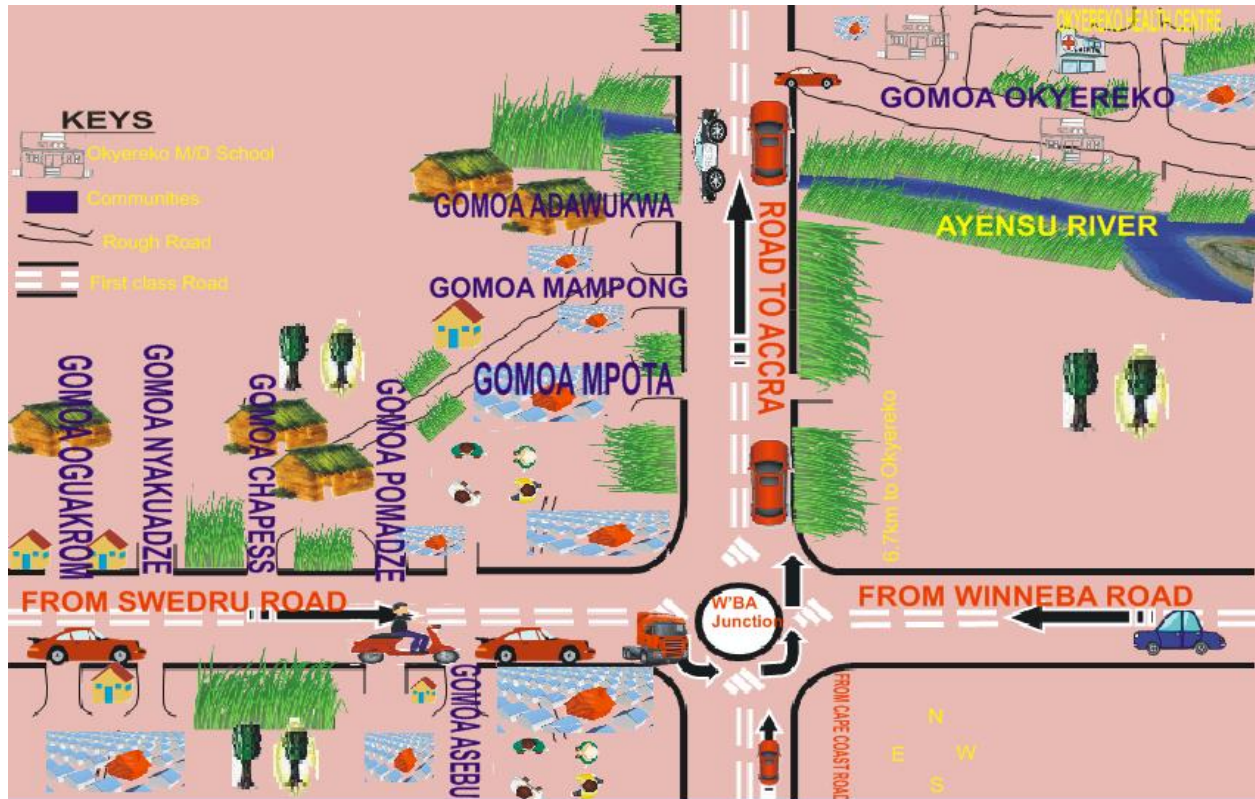 OKYEREKO HEALTH CENTRE
GOMOA OKYEREKO
KEYS
Okyereko M/D School
Communities
Rough Road
First class Road
GOMOA ADAWUKWA
GOMOA MAMPONG
GOMOA MPOTA
ROAD TO ACCRA
AYENSU RIVER
GOMOA OGUAKROM
GOMOA NYAKUADZE
GOMOA CHAPESS
GOMOA POMADZE
6.7km to Okyereko
FROM SWEDRU ROAD
W'BA
Junction
FROM WINNEBA ROAD
GOMOA ASEBU
FROM CAPE COAST ROAD
N
E W
S